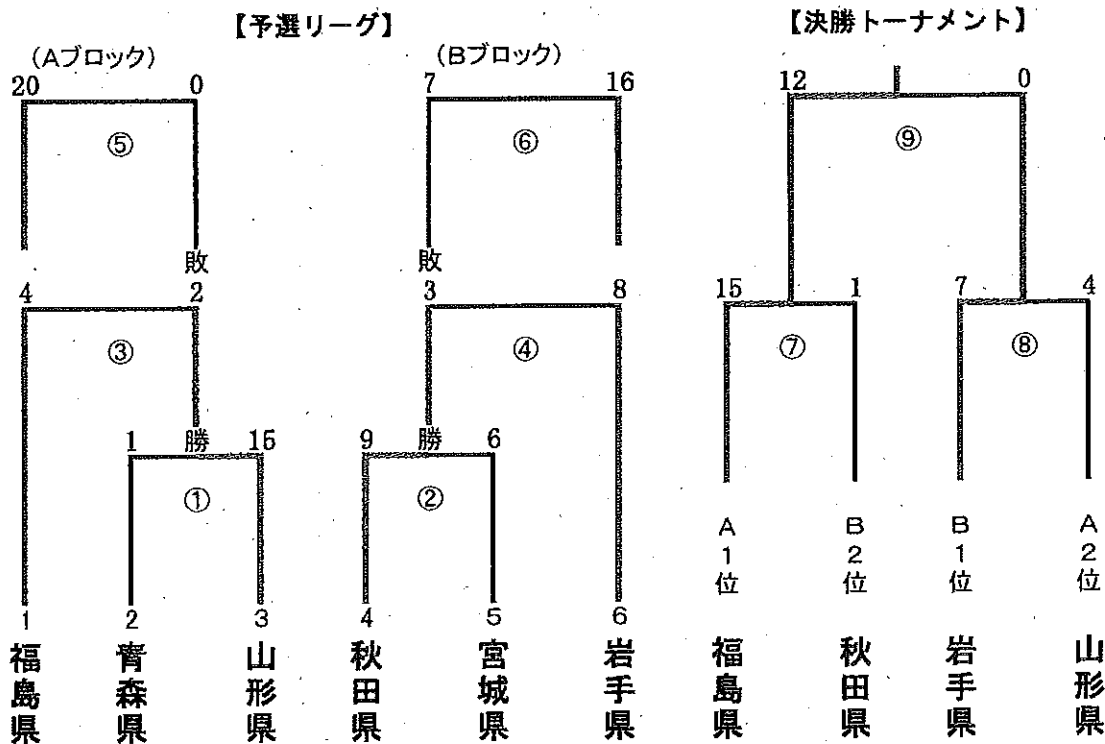 【予選リーグ】 【決勝トーナメント】
(Aブロック) (Bブロック)
20 0 7 16 12 0
⑤ ⑥ ⑨
敗 敗
4 2 3 8 15 1 7 4
③ ④ ⑦ ⑧
1 勝 15 9 勝 6
① ②
A1位 B2位 B1位 A2位
1 2 3 4 5 6
福島県 青森県 山形県 秋田県 宮城県 岩手県 福島県 秋田県 岩手県 山形県